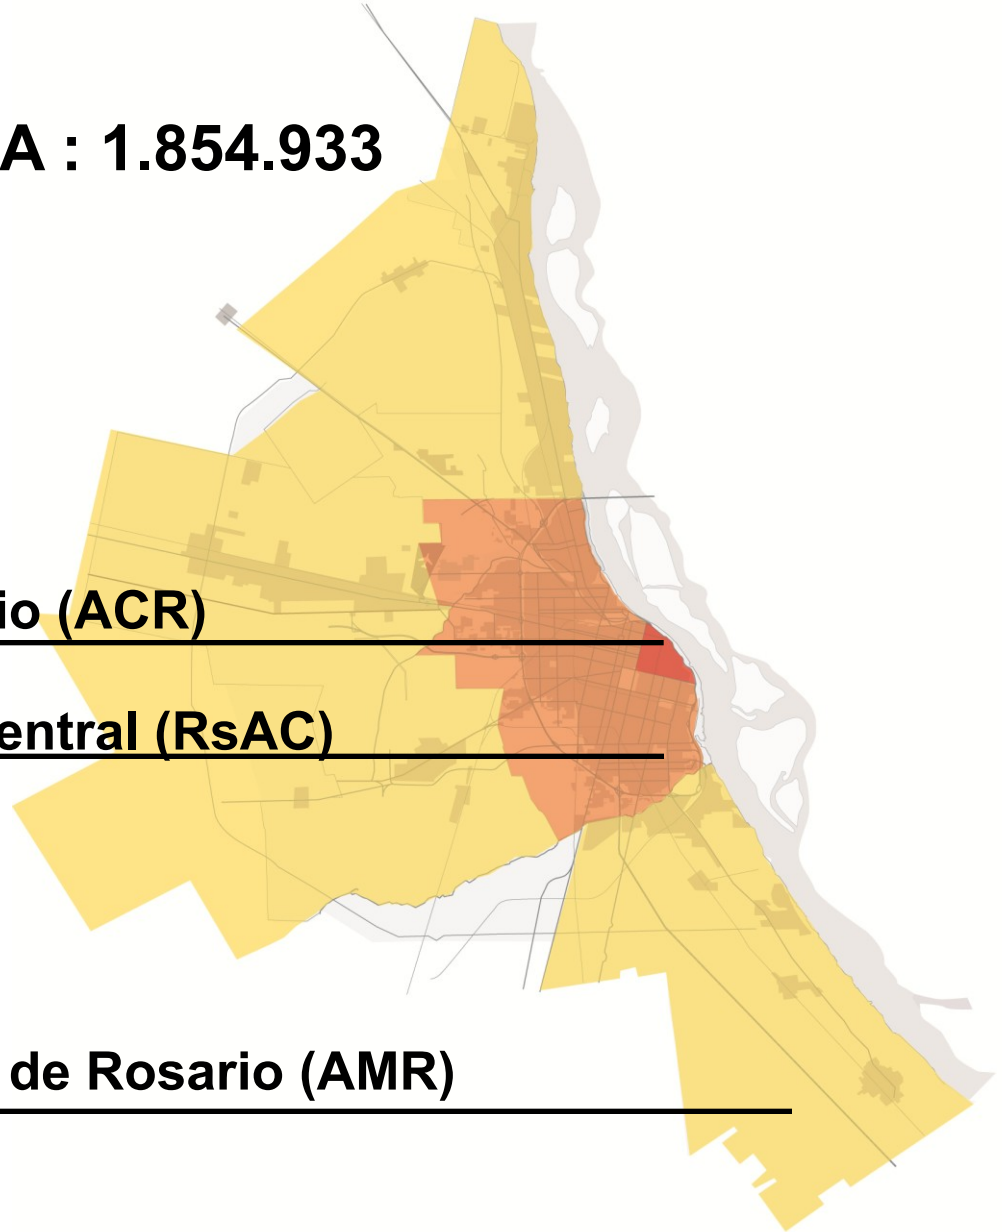 A : 1.854.933
io (ACR)
entral (RsAC)
de Rosario (AMR)